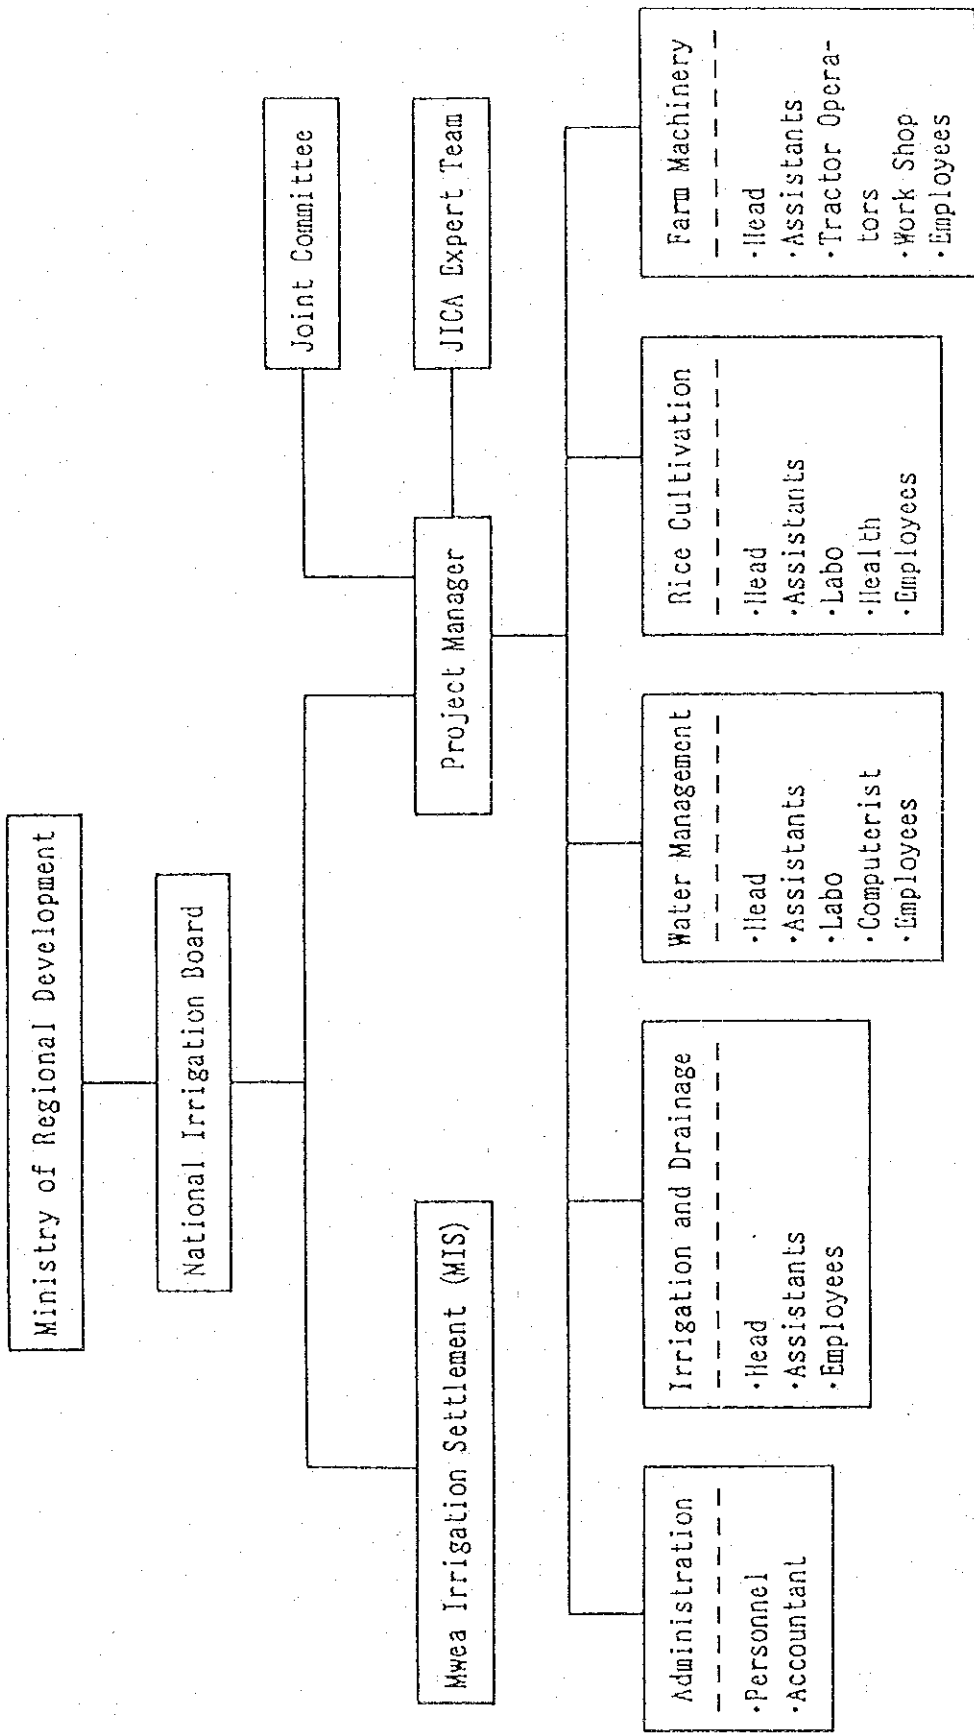 Ministry of Regional Development
National Irrigation Board
Joint Committee
Mwea Irrigation Settlement (MIS)
Project Manager
JICA Expert Team
Administration
·Personnel
·Accountant
Irrigation and Drainage
·Head
·Assistants
·Employees
Water Management
·Head
·Assistants
·Labo
·Computerist
·Employees
Rice Cultivation
·Head
·Assistants
·Labo
·Health
·Employees
Farm Machinery
·Head
·Assistants
·Tractor Opera-
tors
·Work Shop
·Employees